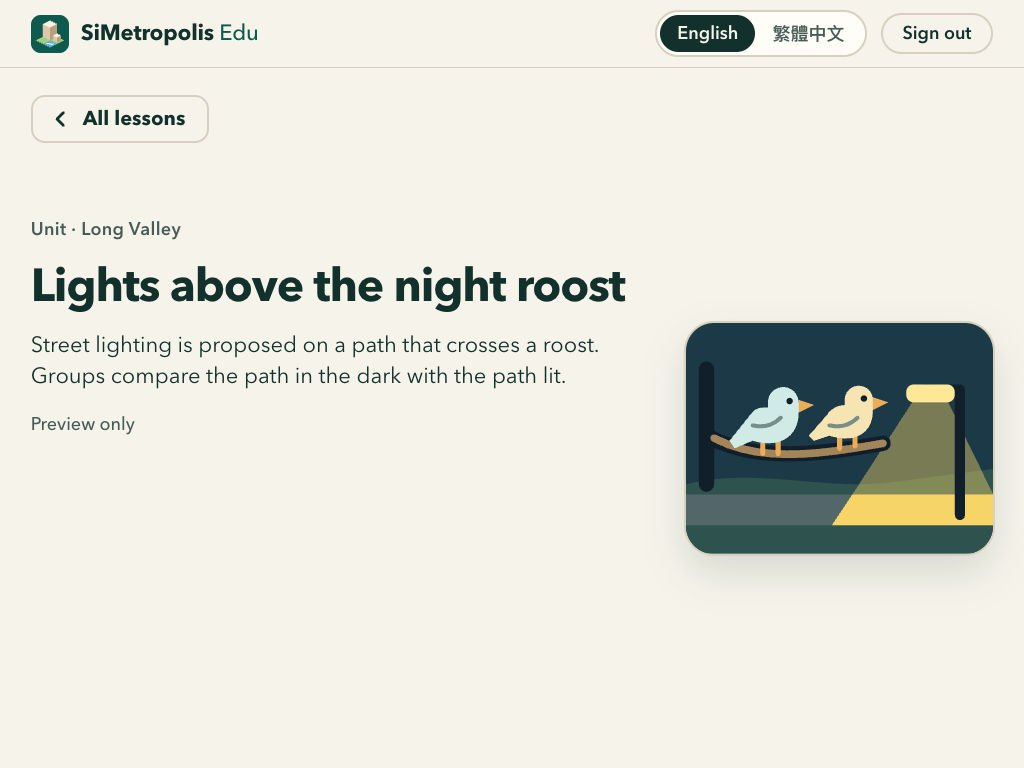 SiMetropolis Edu
English
繁體中文
Sign out
All lessons
Unit · Long Valley
Lights above the night roost
Street lighting is proposed on a path that crosses a roost.
Groups compare the path in the dark with the path lit.
Preview only